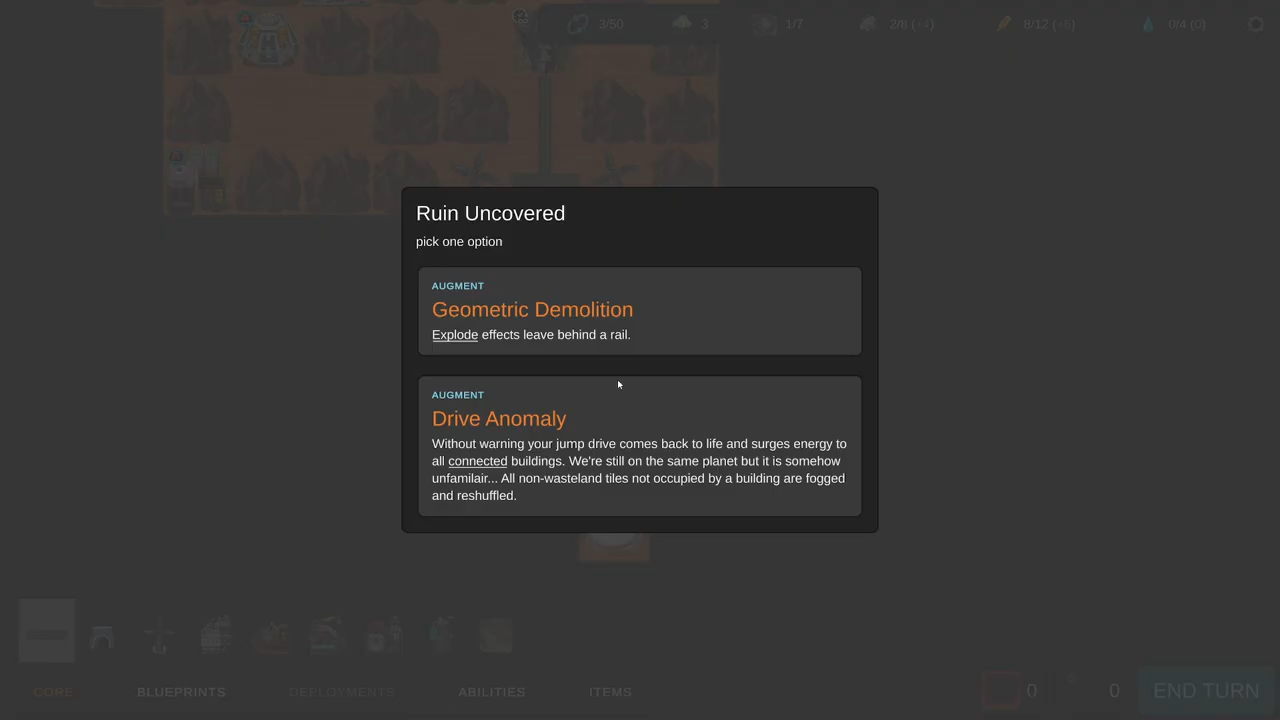 3/50
3
1/7
2/6 (+4)
8/12 (+6)
0/4 (0)
Ruin Uncovered
pick one option
AUGMENT
Geometric Demolition
Explode effects leave behind a rail.
AUGMENT
Drive Anomaly
Without warning your jump drive comes back to life and surges energy to
all connected buildings. We're still on the same planet but it is somehow
unfamilair... All non-wasteland tiles not occupied by a building are fogged
and reshuffled.
CORE
BLUEPRINTS
DEPLOYMENTS
ABILITIES
ITEMS
0
0
END TURN